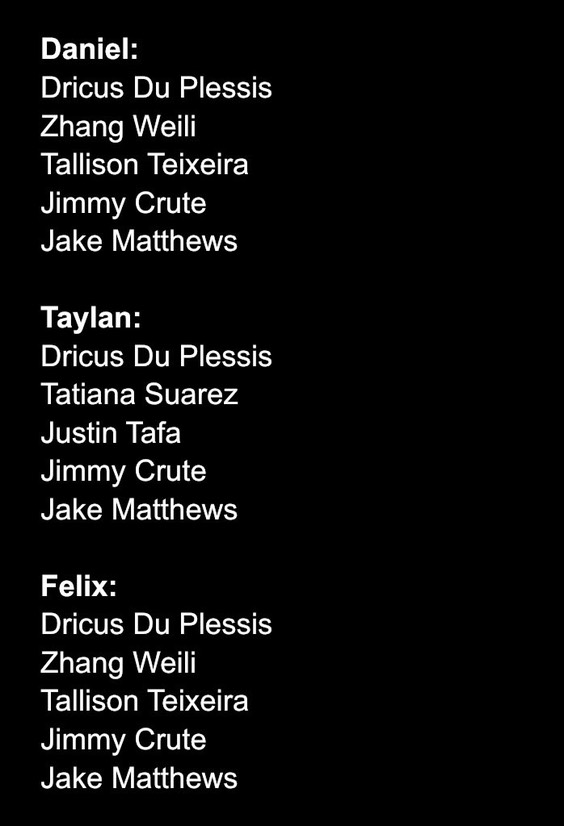 Daniel:
Dricus Du Plessis
Zhang Weili
Tallison Teixeira
Jimmy Crute
Jake Matthews
Taylan:
Dricus Du Plessis
Tatiana Suarez
Justin Tafa
Jimmy Crute
Jake Matthews
Felix:
Dricus Du Plessis
Zhang Weili
Tallison Teixeira
Jimmy Crute
Jake Matthews